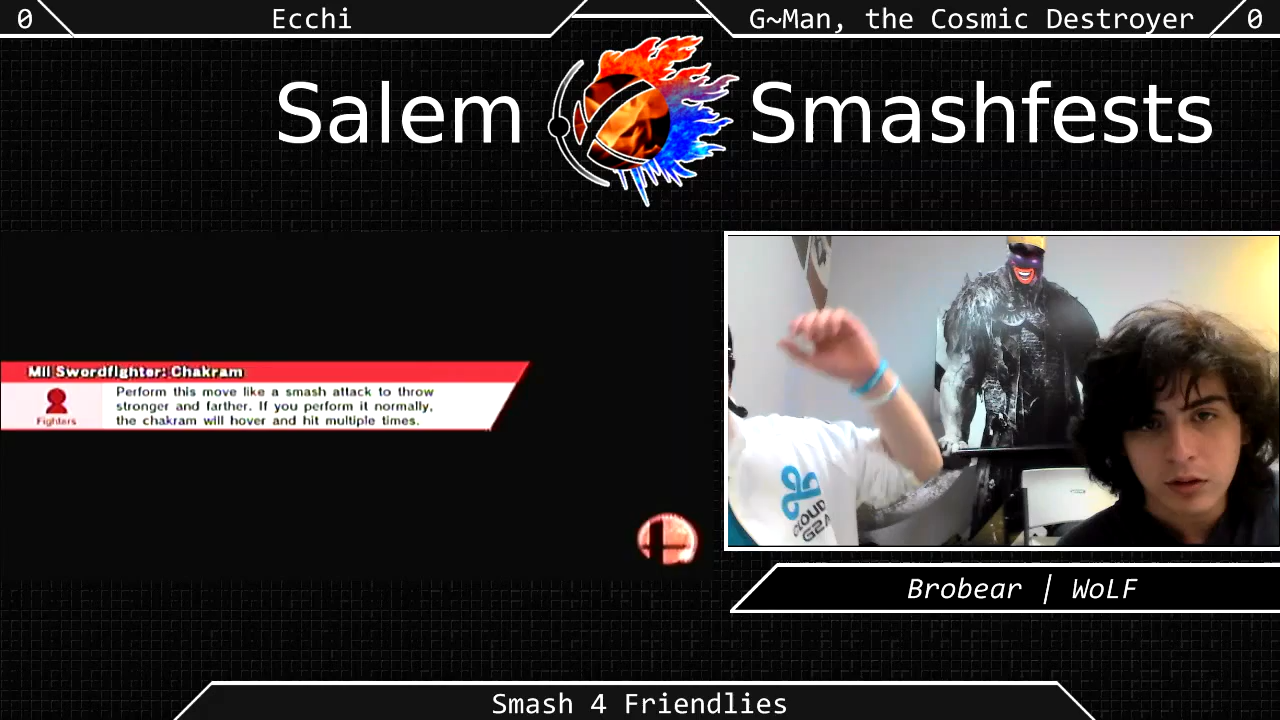 0
Ecchi
G~Man, the Cosmic Destroyer
0
Salem
Smashfests
Mii Swordfighter: Chakram
Fighters
Perform this move like a smash attack to throw
stronger and farther. If you perform it normally,
the chakram will hover and hit multiple times.
CLOUD
Brobear | WoLF
Smash 4 Friendlies